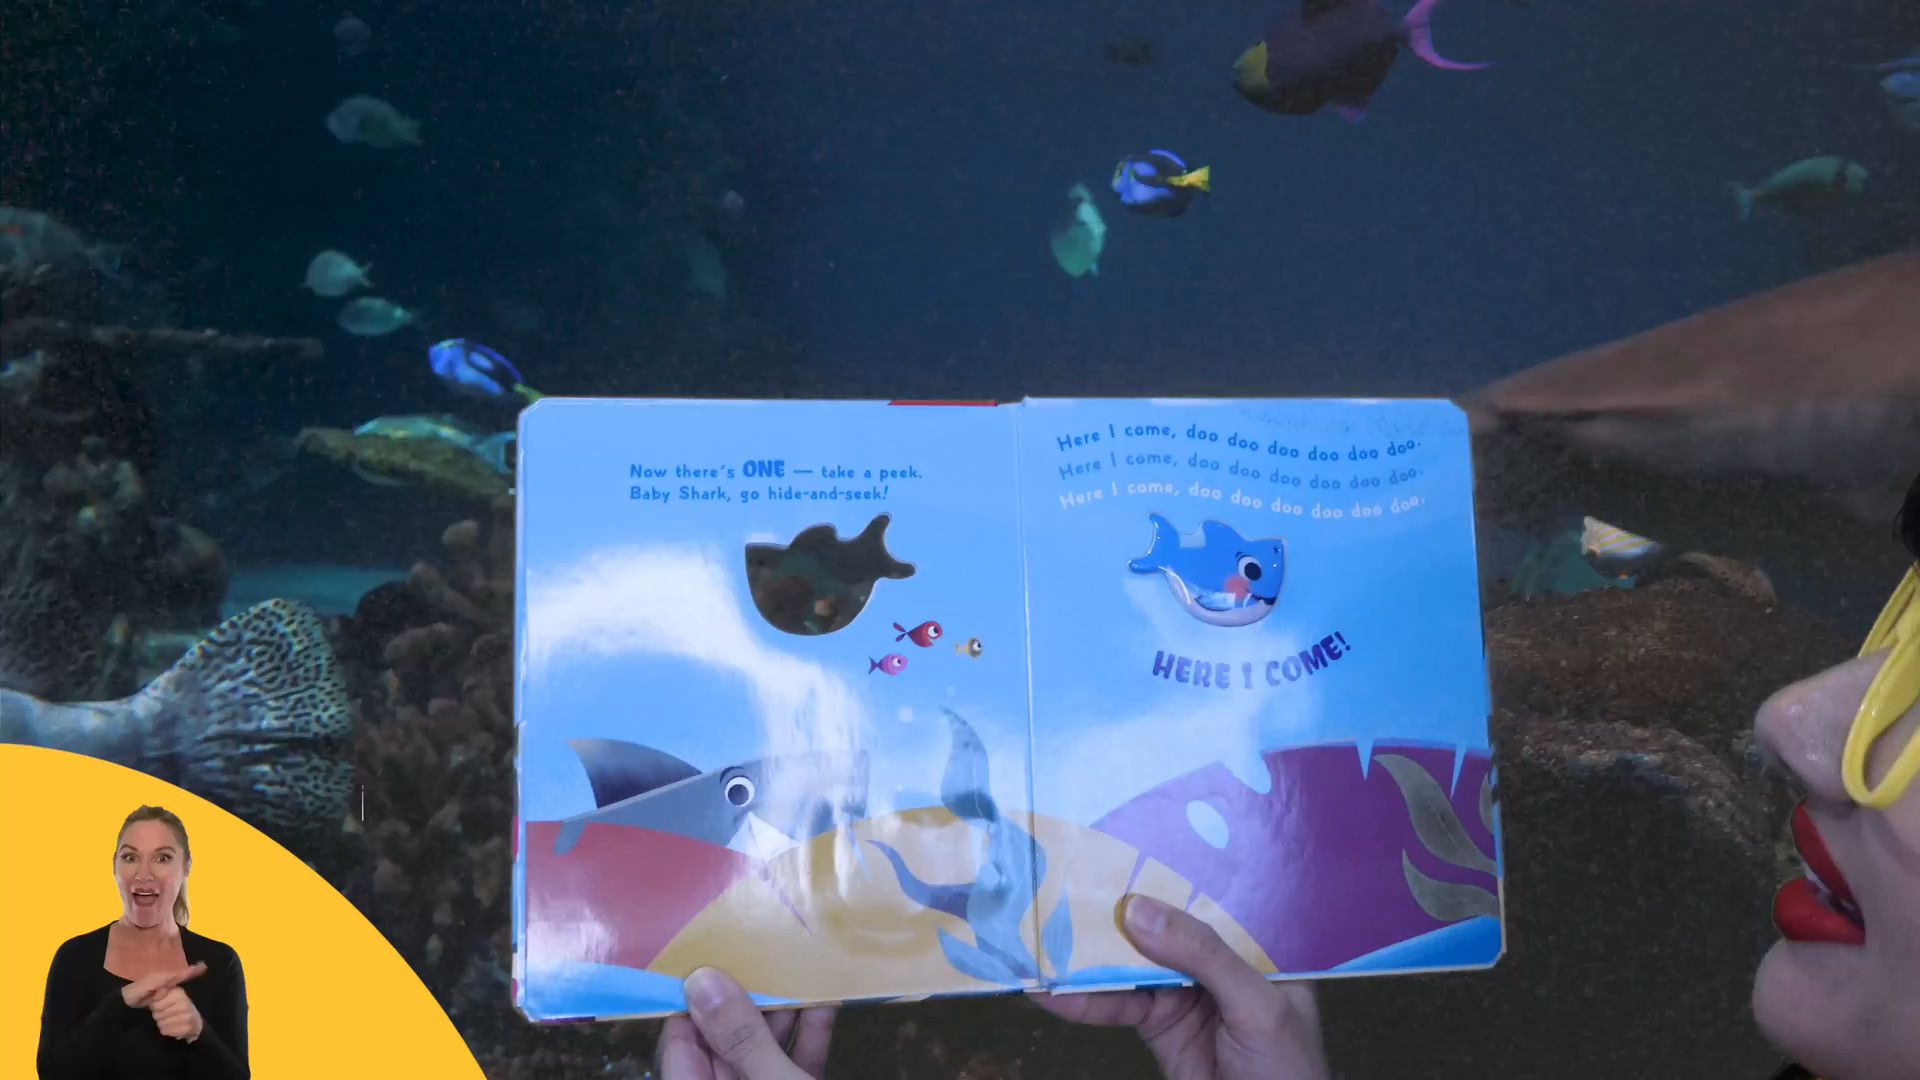 Now there's ONE — take a peek.
Baby Shark, go hide-and-seek!
Here I come, doo doo doo doo doo doo.
Here I come, doo doo doo doo doo doo.
Here I come, doo doo doo doo doo doo.
HERE I COME!